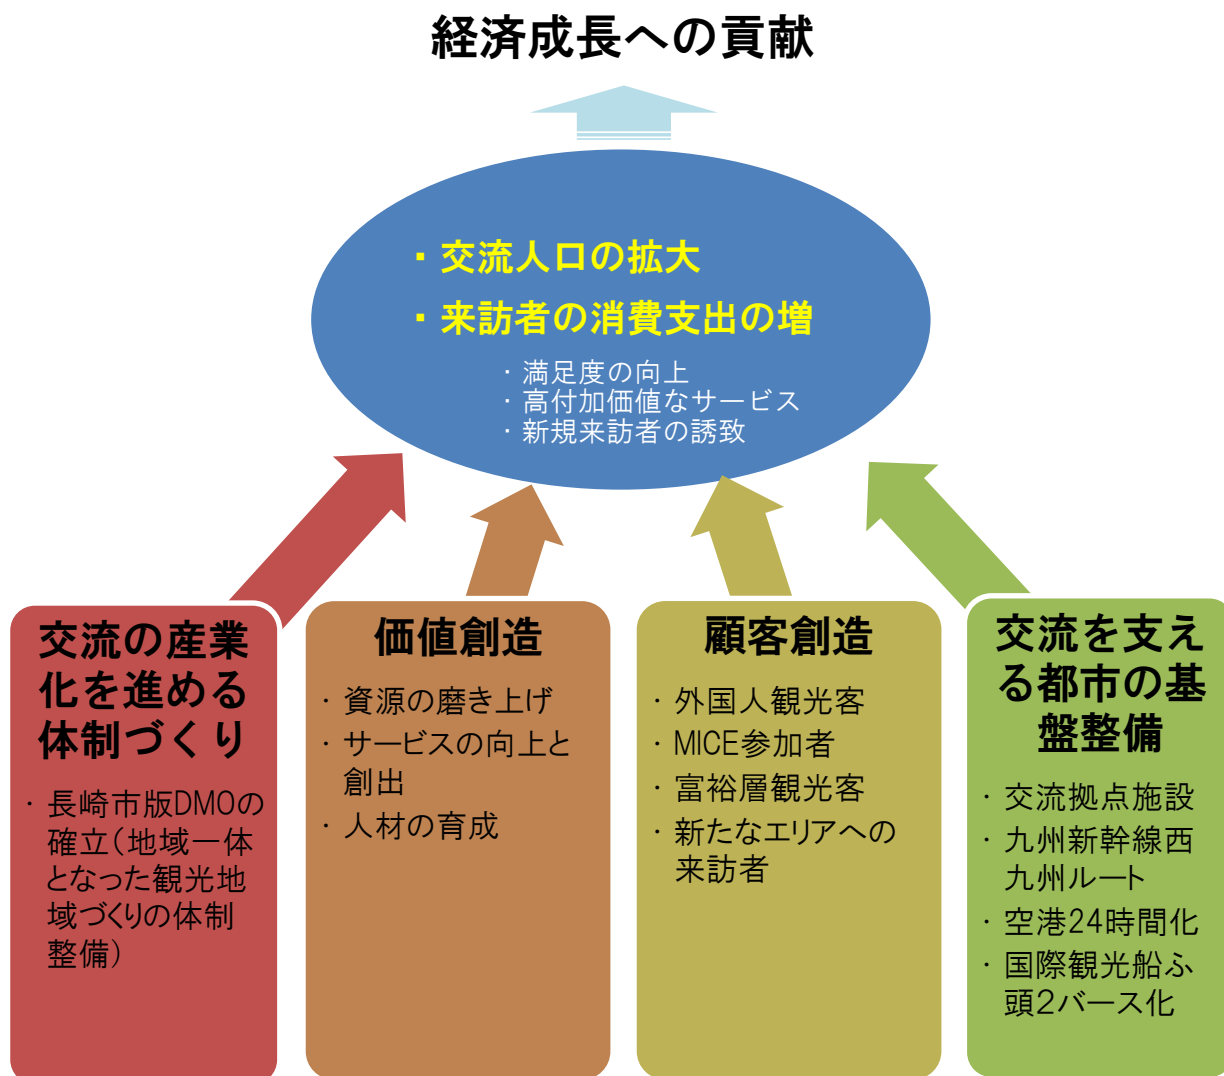 経済成長への貢献
・交流人口の拡大
・来訪者の消費支出の増
・満足度の向上
・高付加価値なサービス
・新規来訪者の誘致
交流の産業
化を進める
体制づくり
・長崎市版DMOの
確立（地域一体
となった観光地
域づくりの体制
整備）
価値創造
・資源の磨き上げ
・サービスの向上と
創出
・人材の育成
顧客創造
・外国人観光客
・MICE参加者
・富裕層観光客
・新たなエリアへの
来訪者
交流を支え
る都市の基
盤整備
・交流拠点施設
・九州新幹線西
九州ルート
・空港24時間化
・国際観光船ふ
頭２バース化